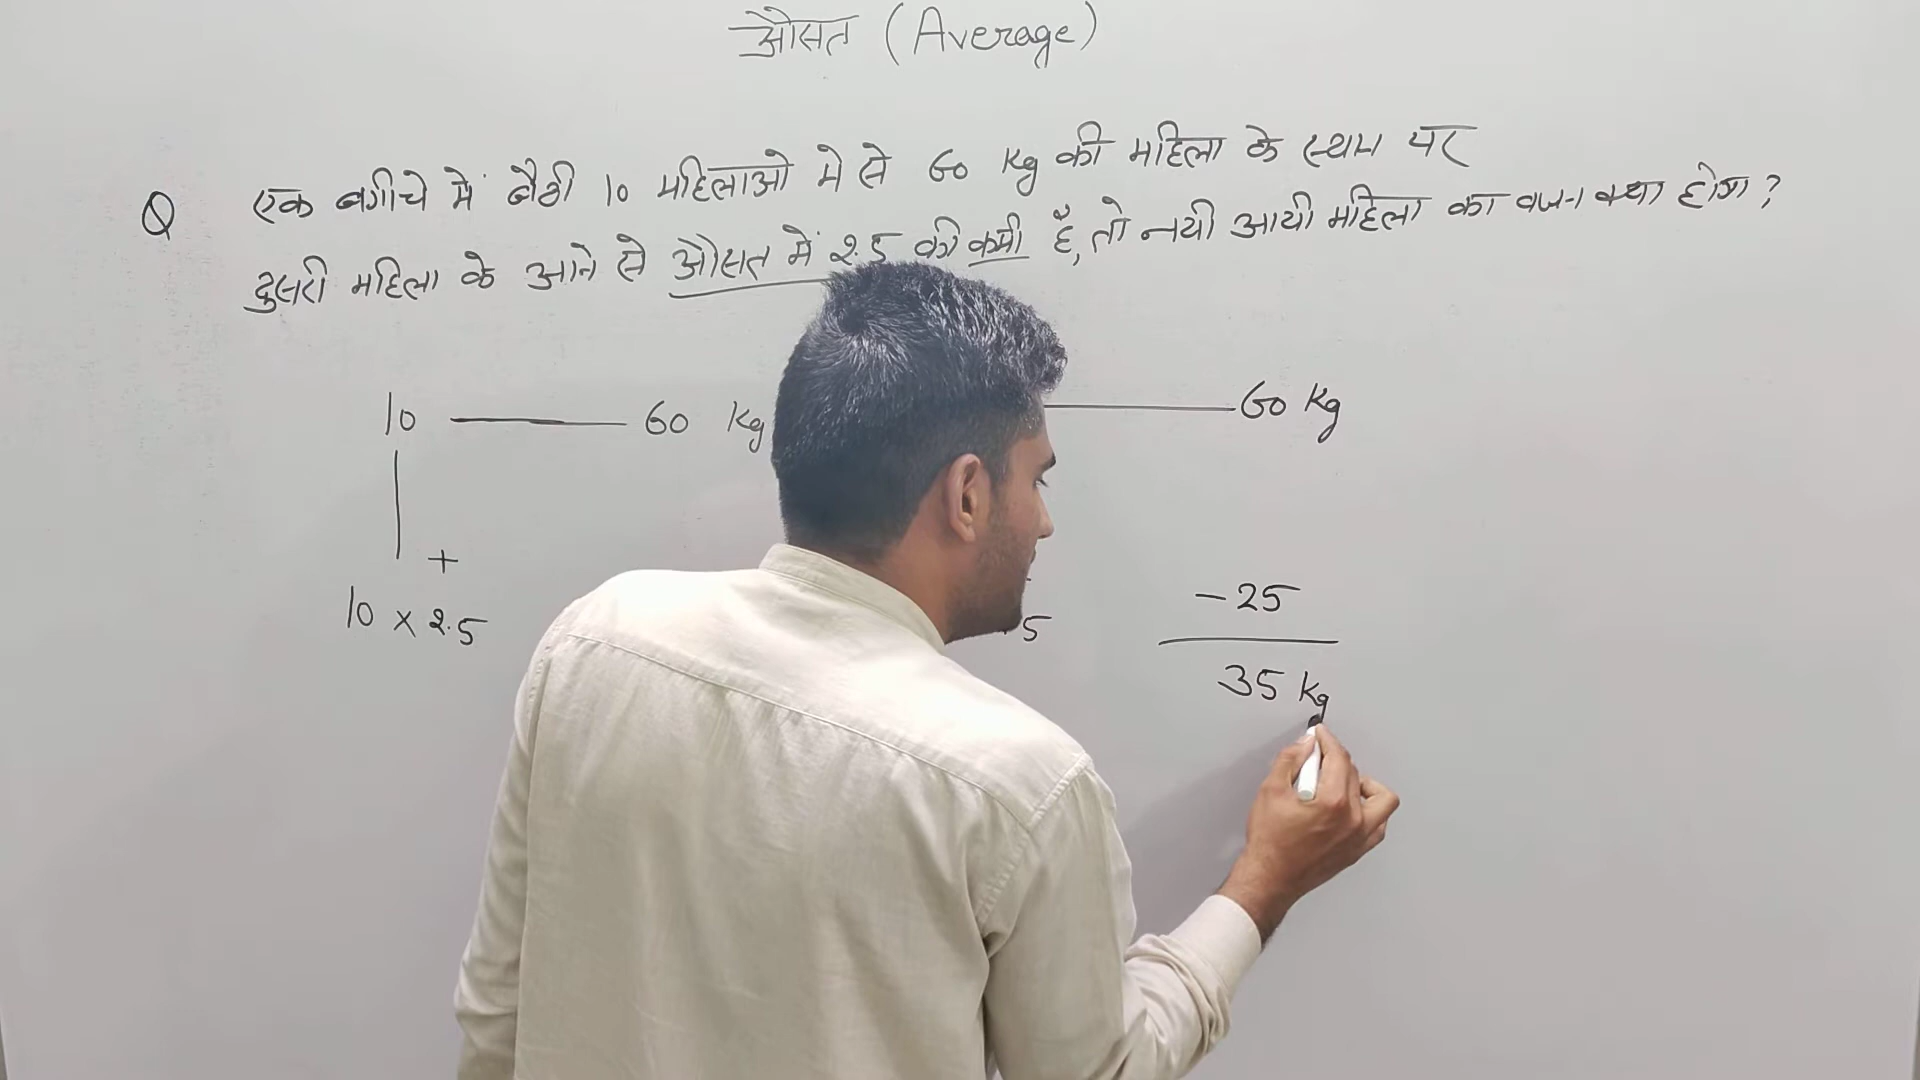 औसत (Average)
Q एक बगीचे में बैठी 10 महिलाओ मे से 60 Kg की महिला के स्थान पर
दुसरी महिला के आने से औसत में 2.5 की कमी है, तो नयी आयी महिला का वजन क्या होगा ?
10 — 60 Kg — 60 Kg
+
10 × 2.5 5 - 25
35 Kg